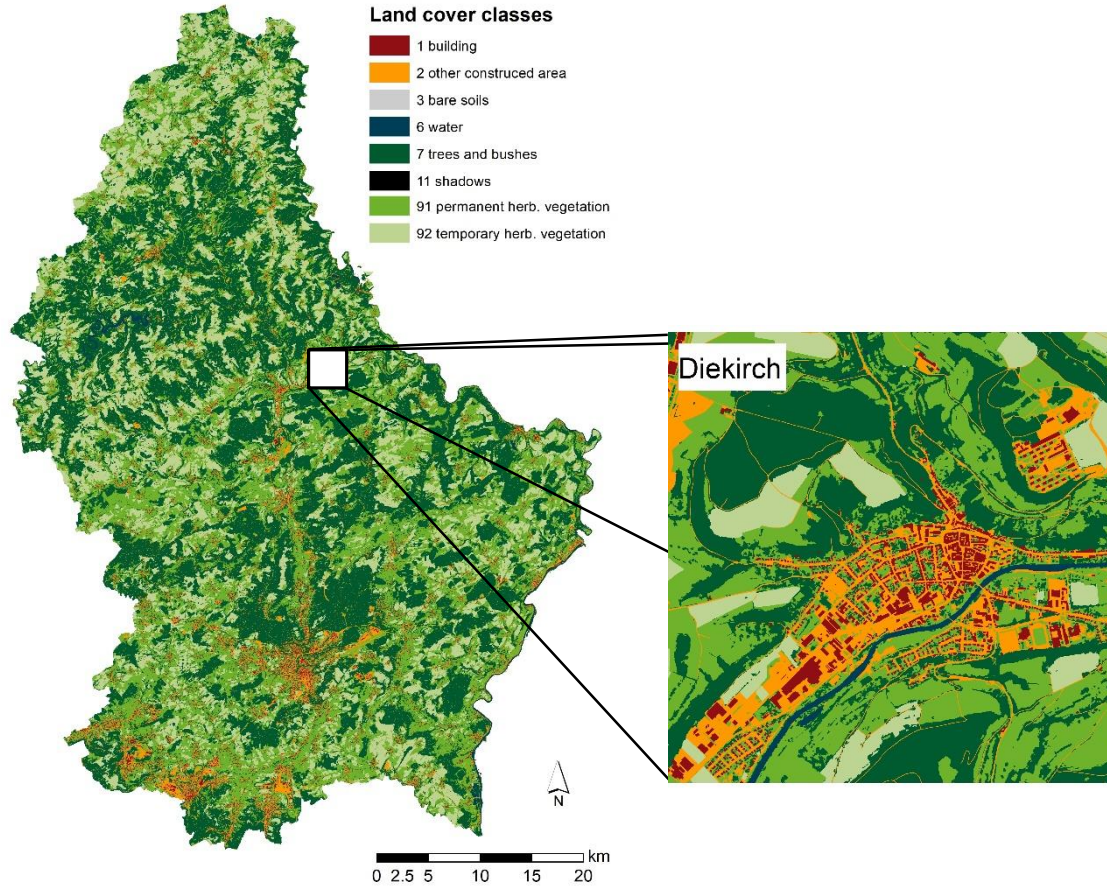 Land cover classes
1 building
2 other construced area
3 bare soils
6 water
7 trees and bushes
11 shadows
91 permanent herb. vegetation
92 temporary herb. vegetation
Diekirch
N
km
0 2.5 5 10 15 20